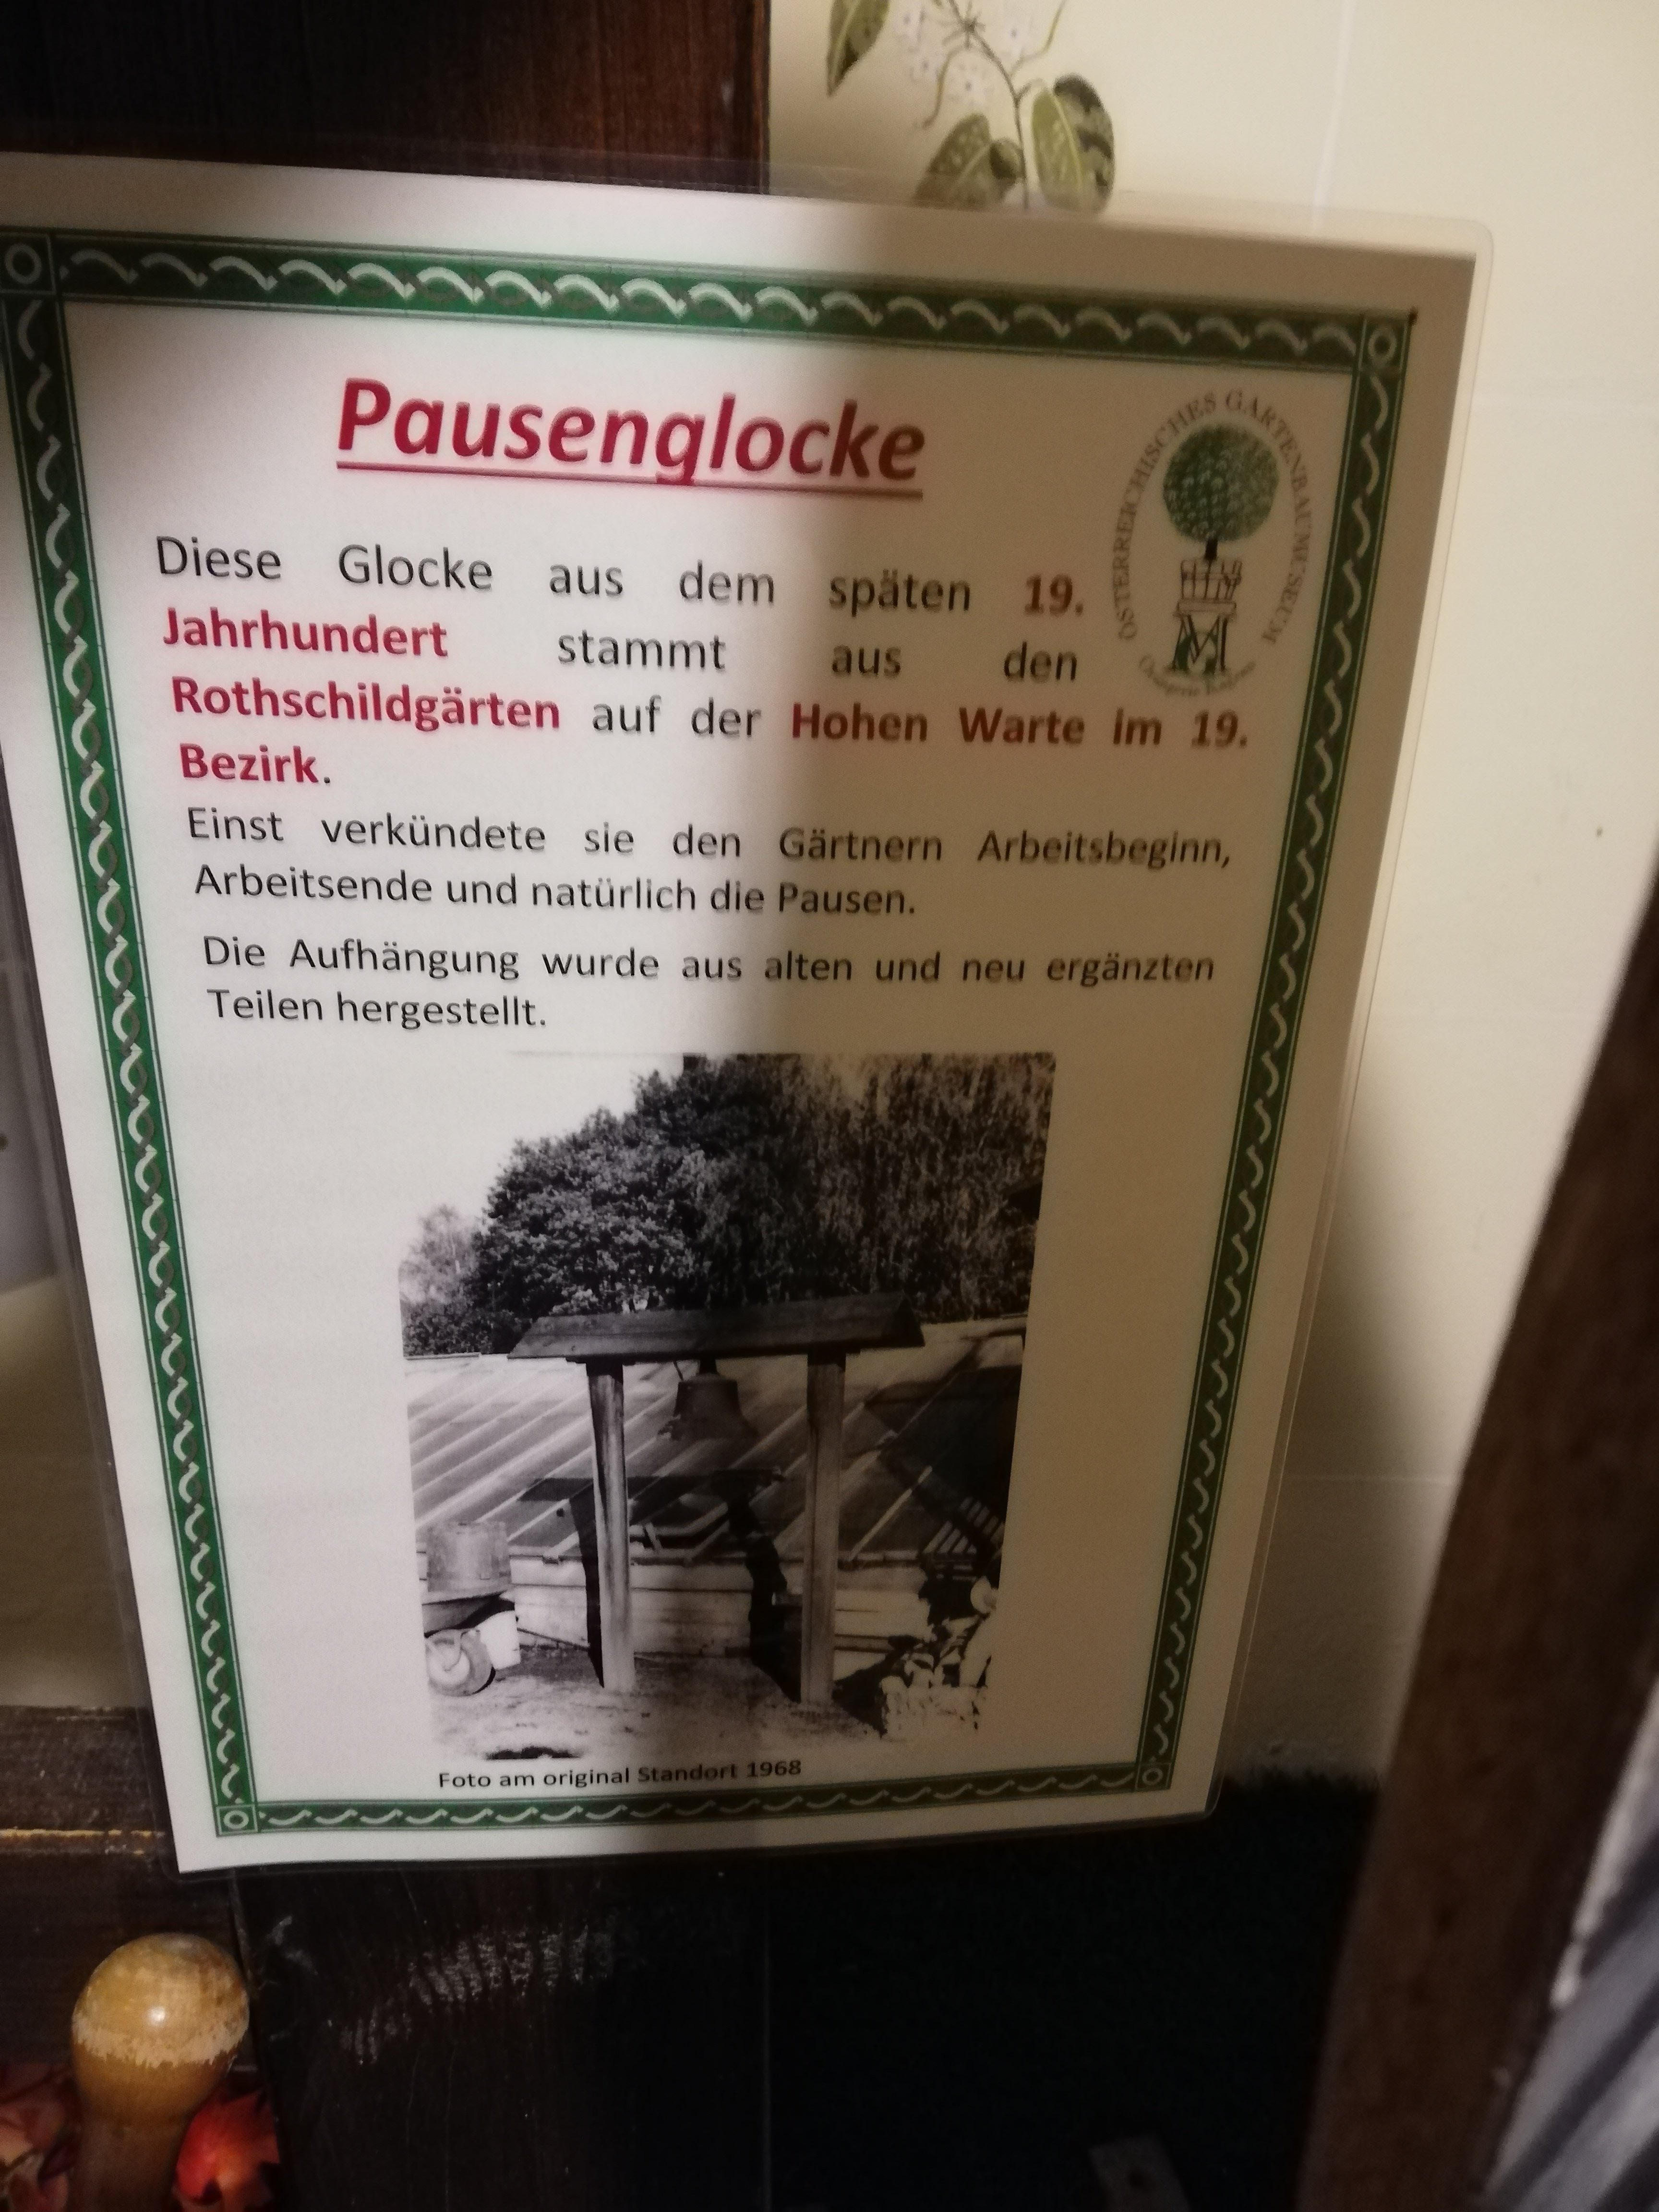 Pausenglocke
ÖSTERREICHISCHES GARTENBAUMUSEUM
Diese Glocke aus dem späten 19.
Jahrhundert stammt aus den
Rothschildgärten auf der Hohen Warte im 19.
Bezirk.
Einst verkündete sie den Gärtnern Arbeitsbeginn,
Arbeitsende und natürlich die Pausen.
Die Aufhängung wurde aus alten und neu ergänzten
Teilen hergestellt.
Foto am original Standort 1968